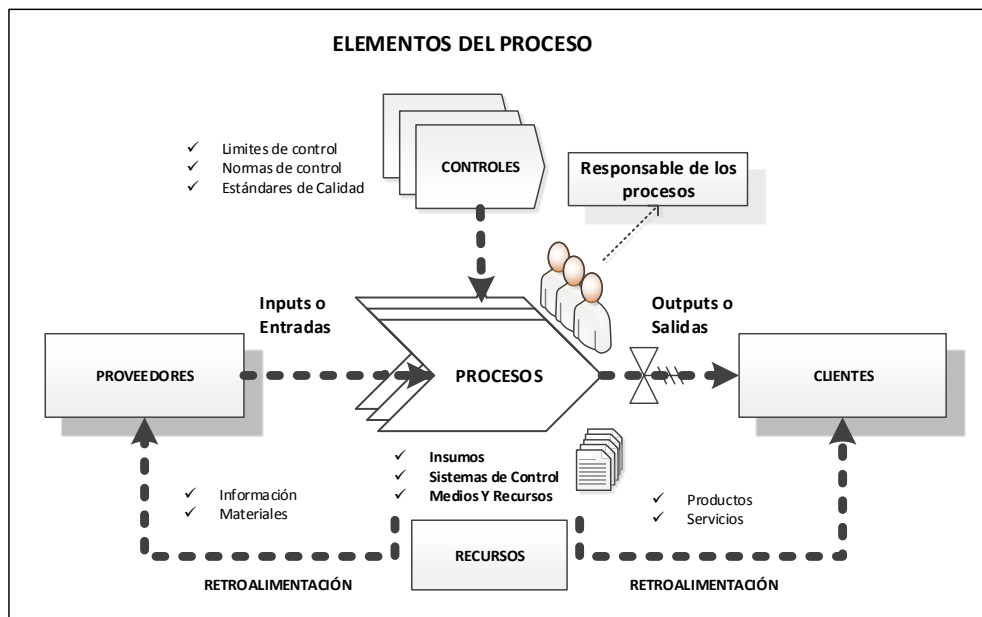 ELEMENTOS DEL PROCESO
✓ Limites de control
✓ Normas de control
✓ Estándares de Calidad
CONTROLES
Responsable de los
procesos
Inputs o
Entradas
Outputs o
Salidas
PROVEEDORES
PROCESOS
CLIENTES
✓ Insumos
✓ Sistemas de Control
✓ Medios Y Recursos
✓ Información
✓ Materiales
✓ Productos
✓ Servicios
RECURSOS
RETROALIMENTACIÓN
RETROALIMENTACIÓN